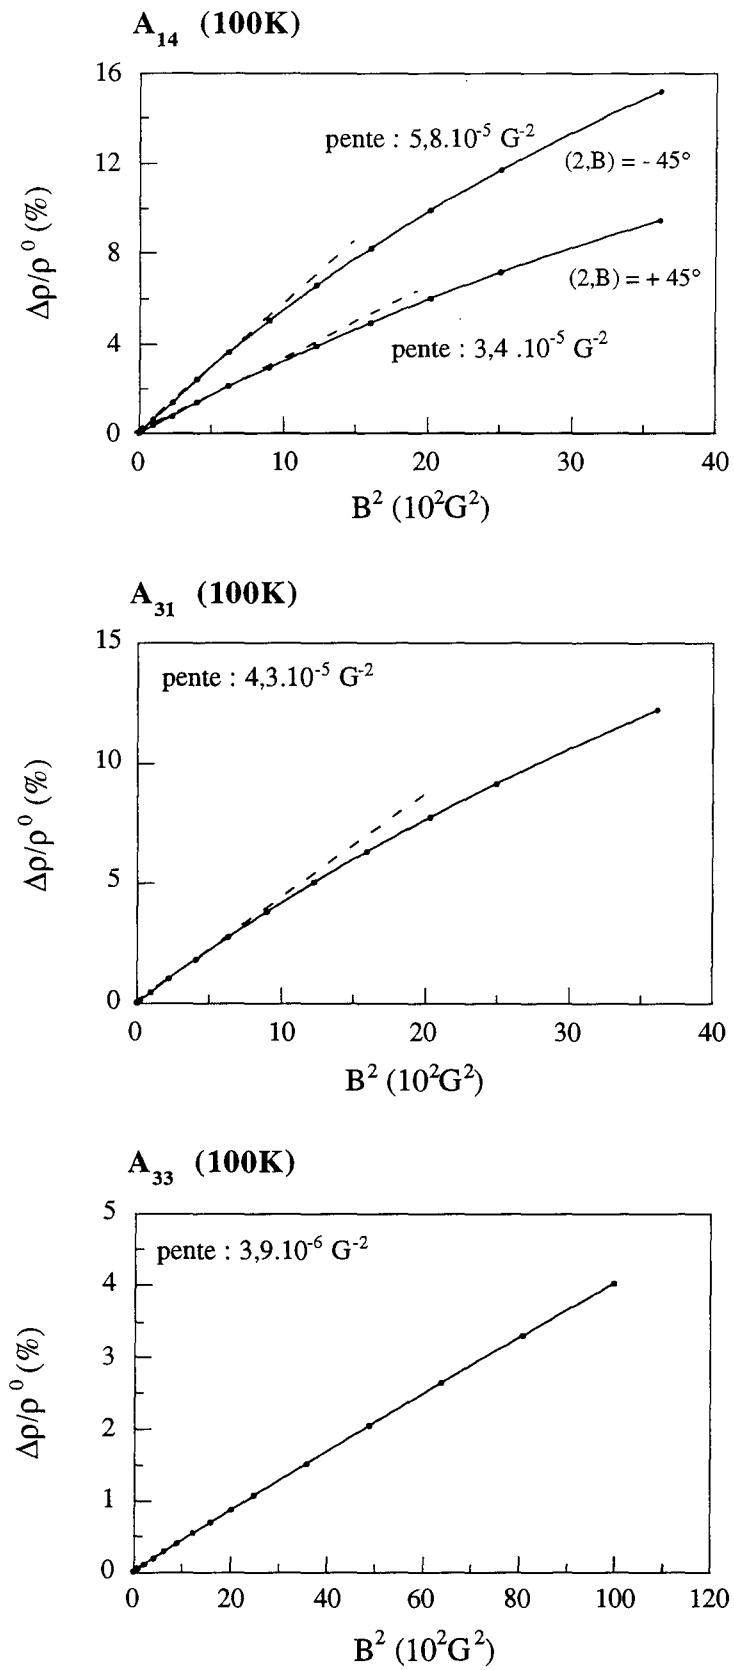 A₁₄ (100K)
16
12
8
4
0
Δρ/ρ⁰ (%)
pente : 5,8.10⁻⁵ G⁻²
(2,B) = - 45°
(2,B) = + 45°
pente : 3,4 .10⁻⁵ G⁻²
0 10 20 30 40
B² (10²G²)
A₃₁ (100K)
15
10
5
0
Δρ/ρ⁰ (%)
pente : 4,3.10⁻⁵ G⁻²
0 10 20 30 40
B² (10²G²)
A₃₃ (100K)
5
4
3
2
1
0
Δρ/ρ⁰ (%)
pente : 3,9.10⁻⁶ G⁻²
0 20 40 60 80 100 120
B² (10²G²)